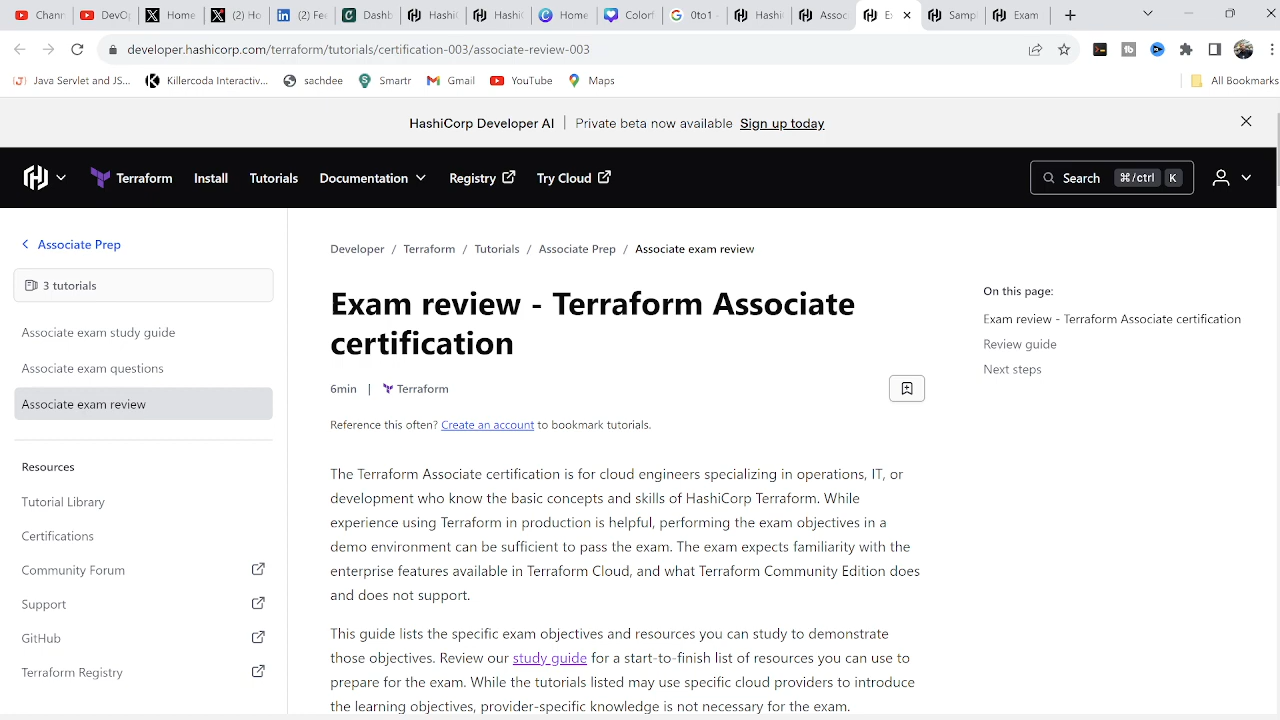 Chann
DevOp
Home
(2) Ho
(2) Fee
Dashb
HashiC
HashiC
Home
Colorf
0to1 -
Hashi
Assoc
E
Samp
Exam
developer.hashicorp.com/terraform/tutorials/certification-003/associate-review-003
Java Servlet and JS...
Killercoda Interactiv...
sachdee
Smartr
Gmail
YouTube
Maps
All Bookmarks
HashiCorp Developer AI | Private beta now available Sign up today
Terraform
Install
Tutorials
Documentation
Registry
Try Cloud
Search ⌘/ctrl K
Associate Prep
3 tutorials
Associate exam study guide
Associate exam questions
Associate exam review
Resources
Tutorial Library
Certifications
Community Forum
Support
GitHub
Terraform Registry
Developer / Terraform / Tutorials / Associate Prep / Associate exam review
Exam review - Terraform Associate
certification
6min | Terraform
Reference this often? Create an account to bookmark tutorials.
The Terraform Associate certification is for cloud engineers specializing in operations, IT, or
development who know the basic concepts and skills of HashiCorp Terraform. While
experience using Terraform in production is helpful, performing the exam objectives in a
demo environment can be sufficient to pass the exam. The exam expects familiarity with the
enterprise features available in Terraform Cloud, and what Terraform Community Edition does
and does not support.
This guide lists the specific exam objectives and resources you can study to demonstrate
those objectives. Review our study guide for a start-to-finish list of resources you can use to
prepare for the exam. While the tutorials listed may use specific cloud providers to introduce
the learning objectives, provider-specific knowledge is not necessary for the exam.
On this page:
Exam review - Terraform Associate certification
Review guide
Next steps